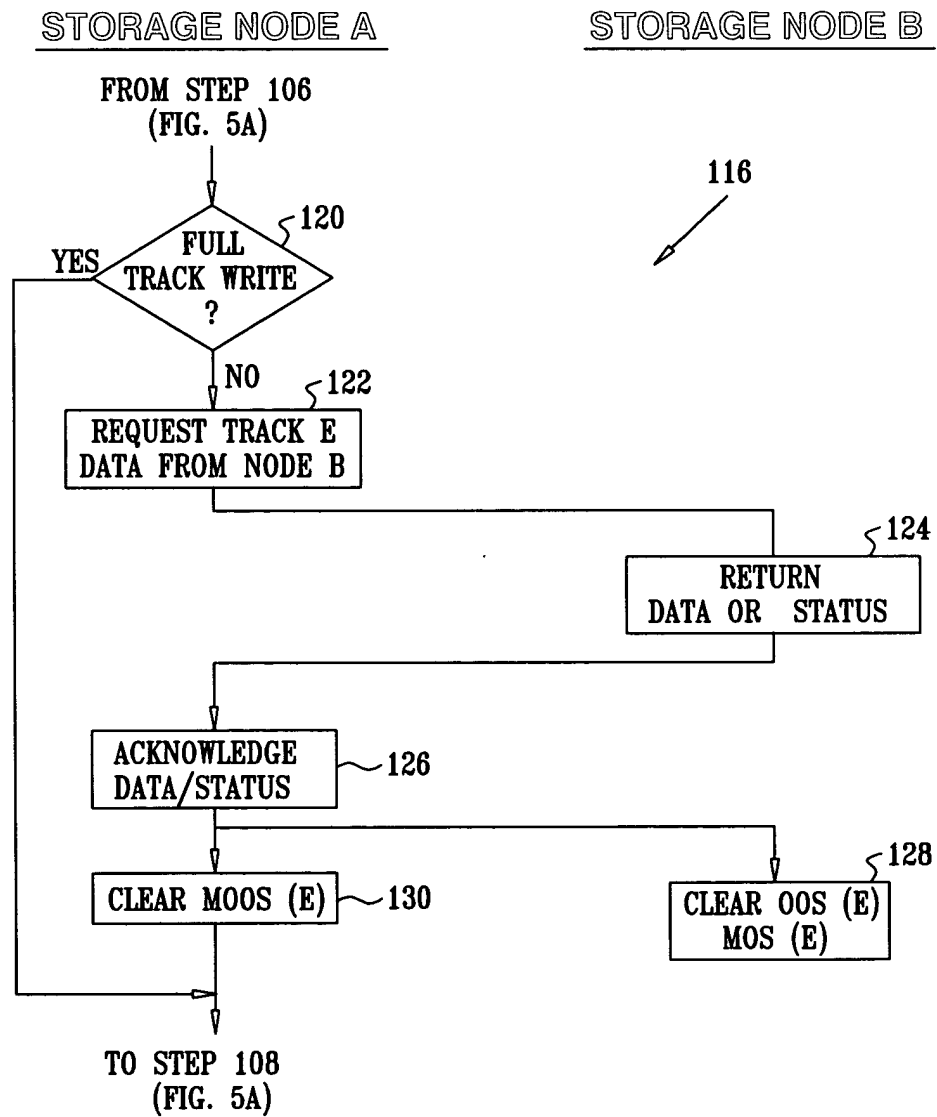 STORAGE NODE A
STORAGE NODE B
FROM STEP 106
(FIG. 5A)
116
120
FULL
TRACK WRITE
?
YES
NO
122
REQUEST TRACK E
DATA FROM NODE B
124
RETURN
DATA OR STATUS
ACKNOWLEDGE
DATA/STATUS
126
128
CLEAR MOOS (E)
130
CLEAR OOS (E)
MOS (E)
TO STEP 108
(FIG. 5A)